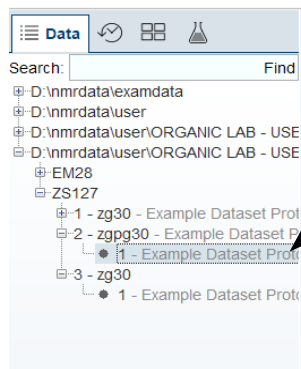 Data
Search: Find
D:\nmrdata\examdata
D:\nmrdata\user
D:\nmrdata\user\ORGANIC LAB - USE
D:\nmrdata\user\ORGANIC LAB - USE
EM28
ZS127
1 - zg30 - Example Dataset Prot
2 - zgpg30 - Example Dataset P
1 - Example Dataset Proto
3 - zg30
1 - Example Dataset Proto